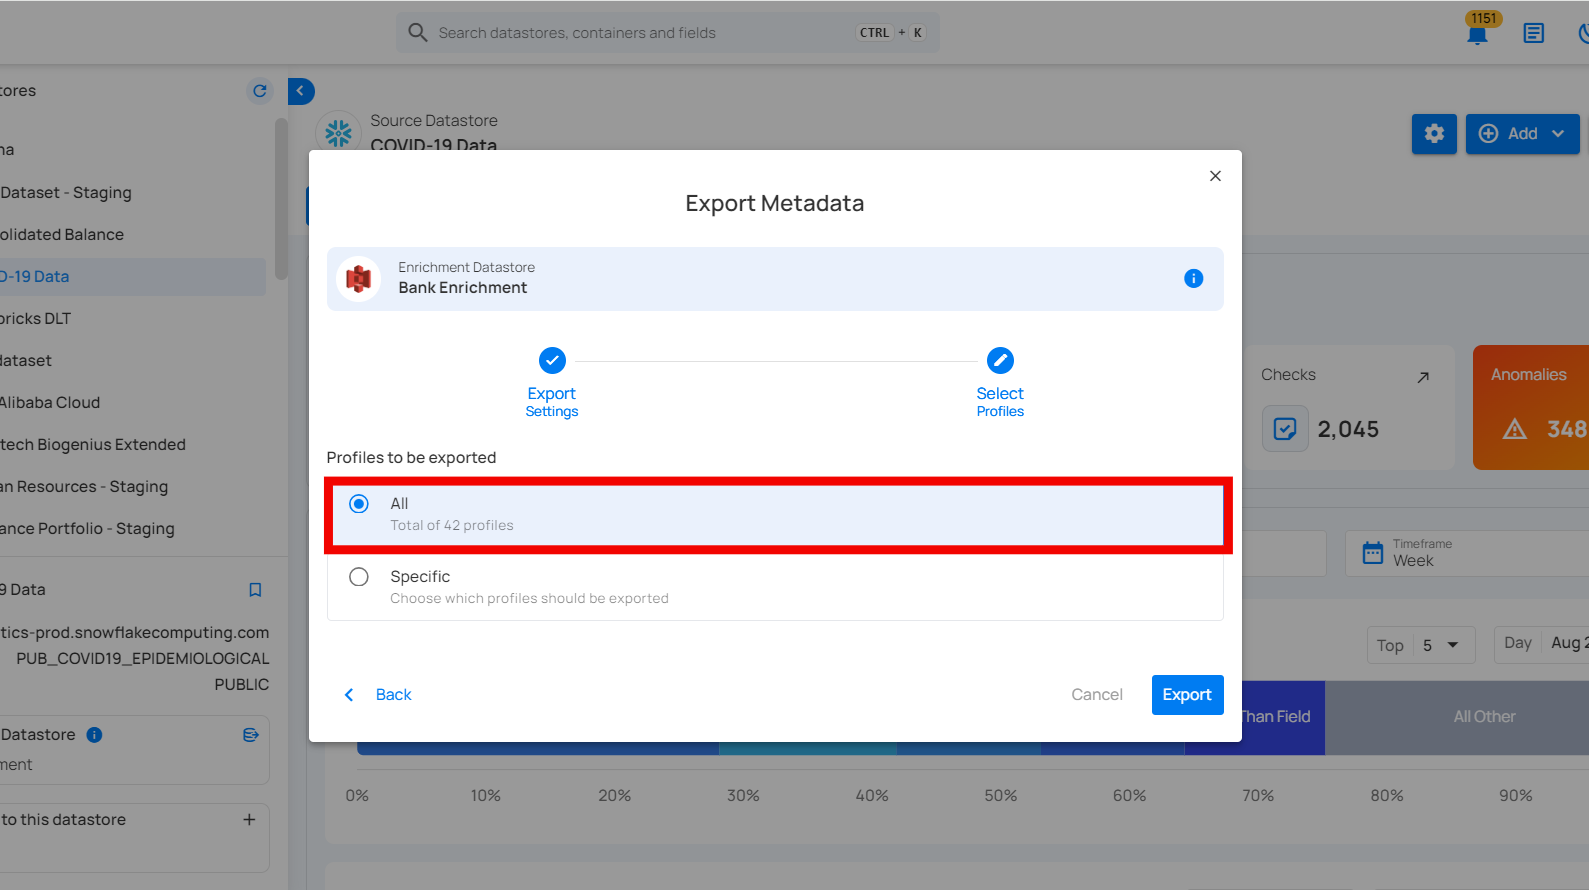 Search datastores, containers and fields
CTRL + K
1151
tores
Source Datastore
COVID-19 Data
Add
na
Dataset - Staging
olidated Balance
D-19 Data
bricks DLT
dataset
Alibaba Cloud
tech Biogenius Extended
an Resources - Staging
ance Portfolio - Staging
9 Data
tics-prod.snowflakecomputing.com
PUB_COVID19_EPIDEMIOLOGICAL
PUBLIC
Datastore
ment
to this datastore
Export Metadata
Enrichment Datastore
Bank Enrichment
Export
Settings
Select
Profiles
Profiles to be exported
All
Total of 42 profiles
Specific
Choose which profiles should be exported
Back
Cancel
Export
Checks
2,045
Anomalies
348
Timeframe
Week
Top 5
Day Aug 2
Than Field
All Other
0% 10% 20% 30% 40% 50% 60% 70% 80% 90%